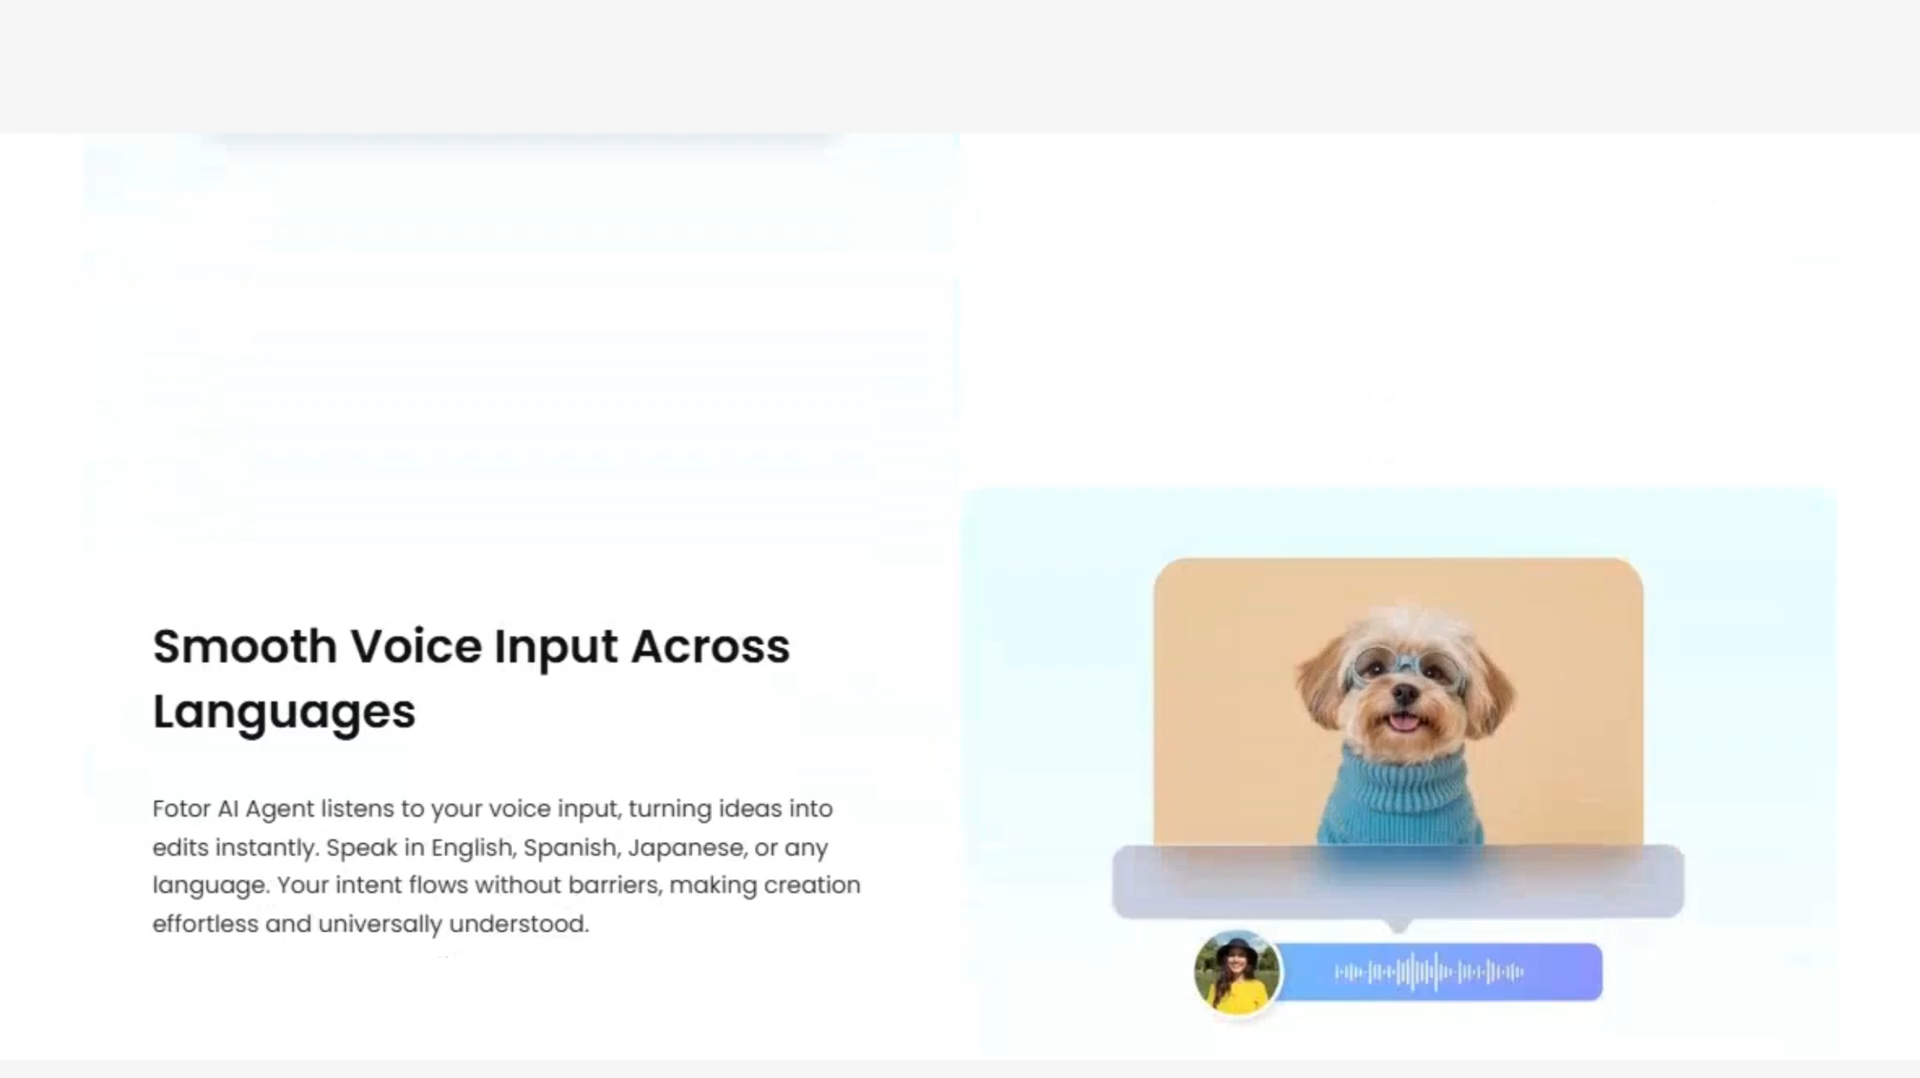 Smooth Voice Input Across
Languages
Fotor AI Agent listens to your voice input, turning ideas into
edits instantly. Speak in English, Spanish, Japanese, or any
language. Your intent flows without barriers, making creation
effortless and universally understood.